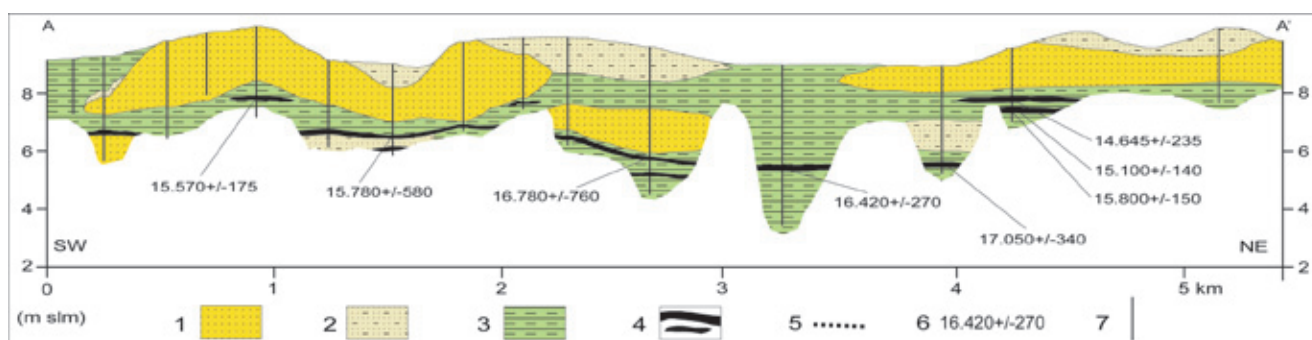 A A'
8 8
6 6
4 4
2 2
14.645+/-235
15.570+/-175 15.780+/-580 16.780+/-760 16.420+/-270 15.100+/-140
15.800+/-150
17.050+/-340
SW NE
0 1 2 3 4 5 km
(m slm) 1 2 3 4 5 6 16.420+/-270 7